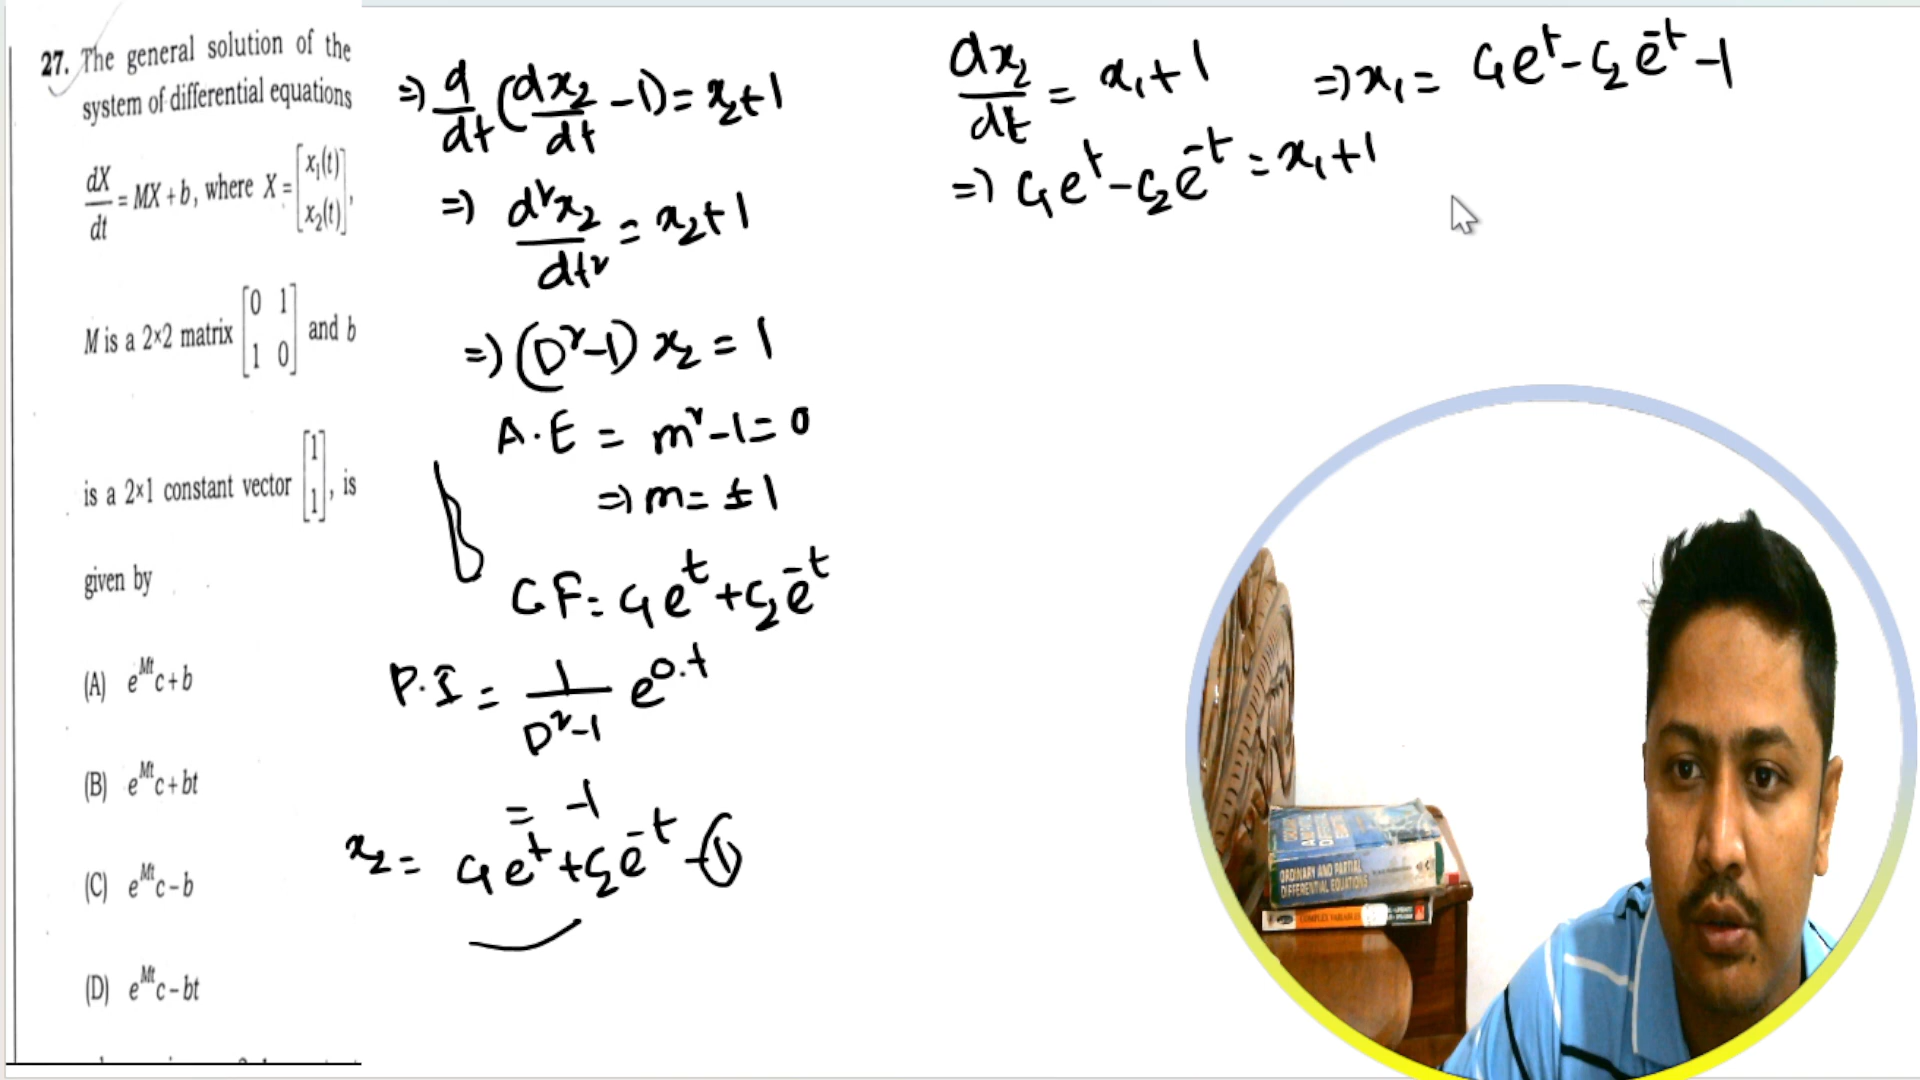 27. The general solution of the
system of differential equations
dX/dt = MX + b, where X = [x₁(t) x₂(t)],
M is a 2×2 matrix [0 1 1 0] and b
is a 2×1 constant vector [1 1], is
given by
(A) e^{Mt}c + b
(B) e^{Mt}c + bt
(C) e^{Mt}c − b
(D) e^{Mt}c − bt
⇒ d/dt (dx₂/dt − 1) = x₂ + 1
⇒ d²x₂/dt² = x₂ + 1
⇒ (D² − 1) x₂ = 1
A.E = m² − 1 = 0
⇒ m = ± 1
C.F = c₁e^t + c₂e^{-t}
P.I = 1/(D² − 1) e^{0.t}
= −1
x₂ = c₁e^t + c₂e^{-t} − 1
dx₂/dt = x₁ + 1
⇒ c₁e^t − c₂e^{-t} = x₁ + 1
⇒ x₁ = c₁e^t − c₂e^{-t} − 1
ORDINARY AND PARTIAL
DIFFERENTIAL EQUATIONS
COMPLEX VARIABLES